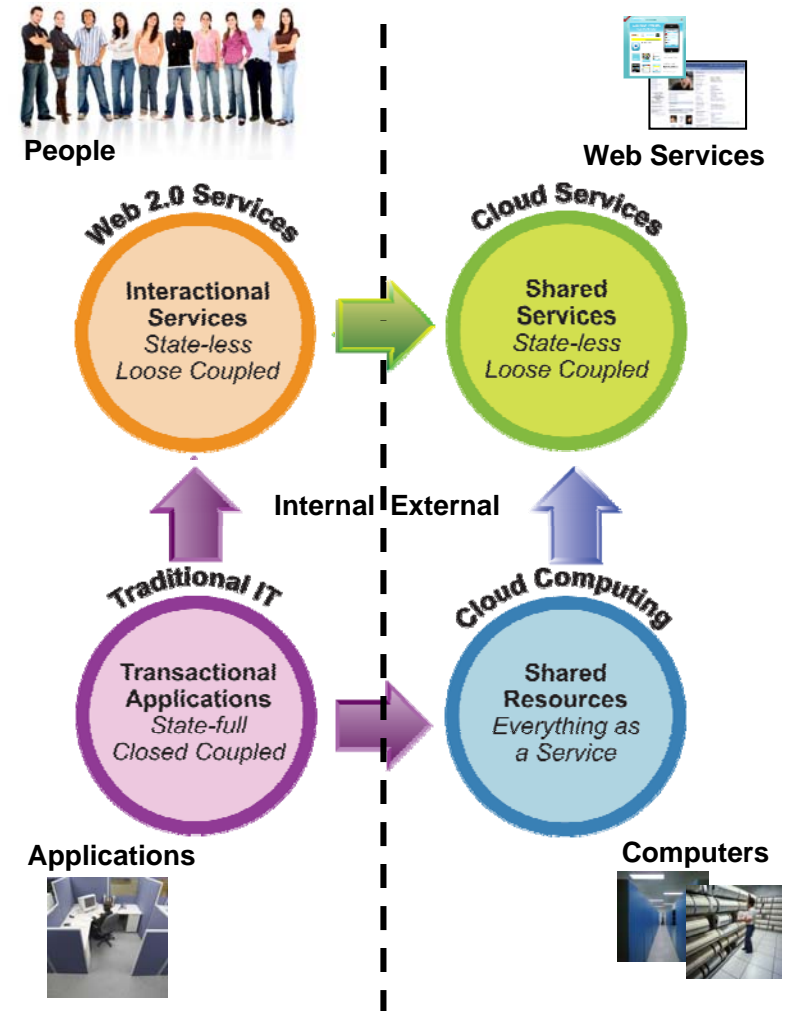 People
Web Services
Web 2.0 Services
Interactional
Services
State-less
Loose Coupled
Cloud Services
Shared
Services
State-less
Loose Coupled
Internal
External
Traditional IT
Transactional
Applications
State-full
Closed Coupled
Cloud Computing
Shared
Resources
Everything as
a Service
Applications
Computers